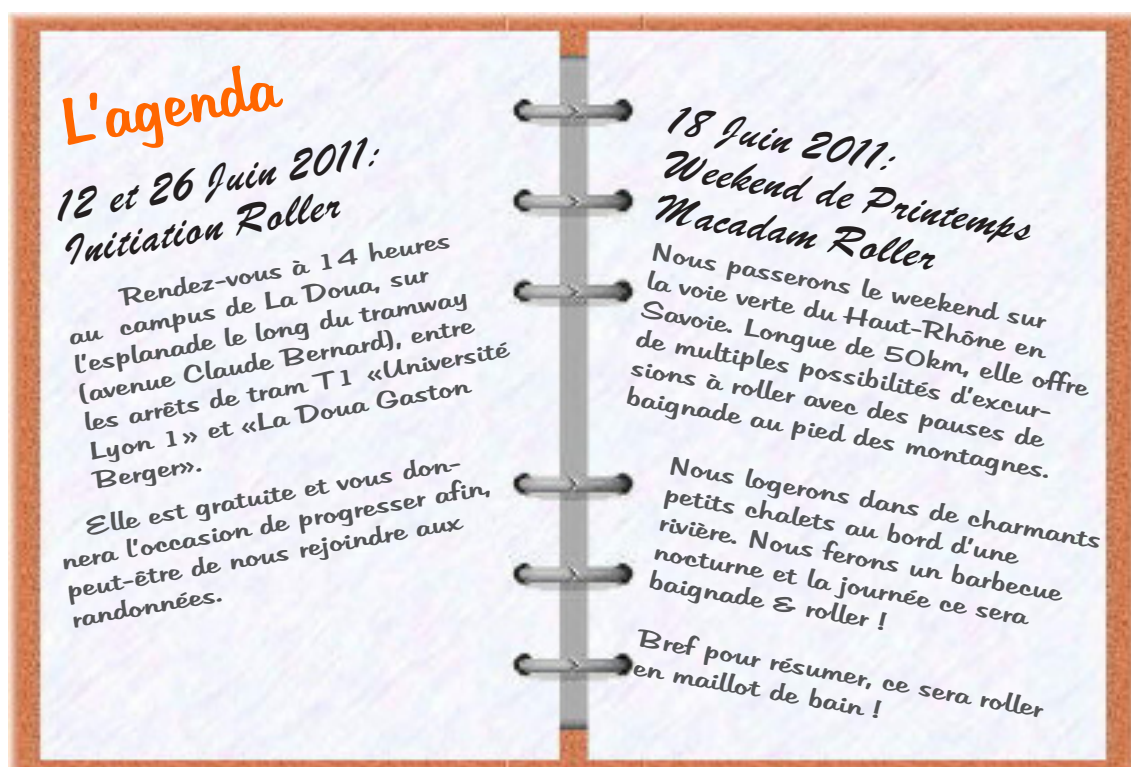 L'agenda
12 et 26 Juin 2011:
Initiation Roller
Rendez-vous à 14 heures
au campus de La Doua, sur
l'esplanade le long du tramway
(avenue Claude Bernard), entre
les arrêts de tram T1 «Université
Lyon 1» et «La Doua Gaston
Berger».
Elle est gratuite et vous don-
nera l'occasion de progresser afin,
peut-être de nous rejoindre aux
randonnées.
18 Juin 2011:
Weekend de Printemps
Macadam Roller
Nous passerons le weekend sur
la voie verte du Haut-Rhône en
Savoie. Longue de 50km, elle offre
de multiples possibilités d'excur-
sions à roller avec des pauses de
baignade au pied des montagnes.
Nous logerons dans de charmants
petits chalets au bord d'une
rivière. Nous ferons un barbecue
nocturne et la journée ce sera
baignade & roller !
Bref pour résumer, ce sera roller
en maillot de bain !